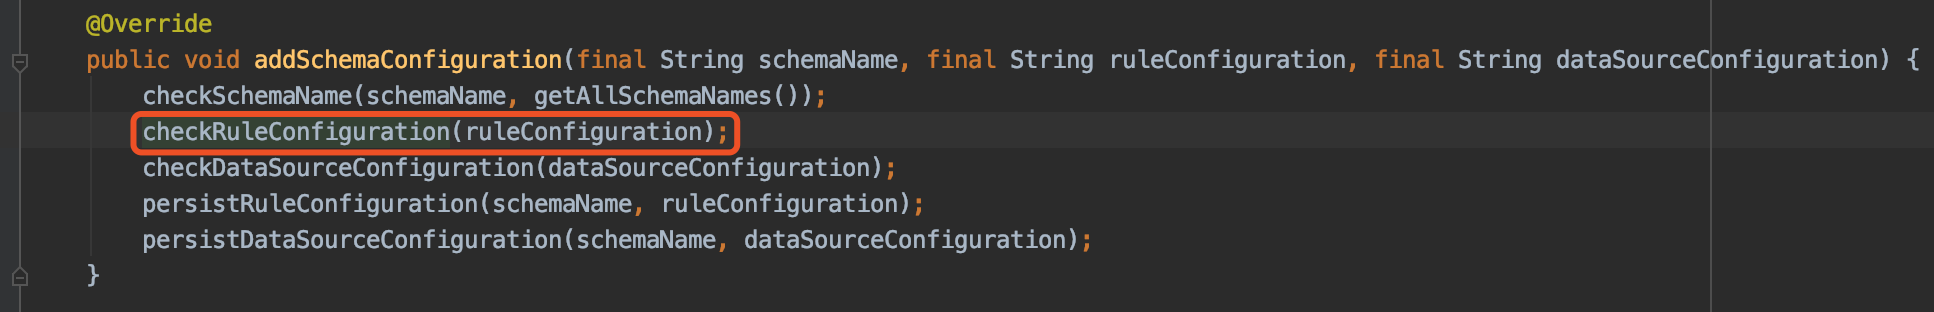 @Override
public void addSchemaConfiguration(final String schemaName, final String ruleConfiguration, final String dataSourceConfiguration) {
checkSchemaName(schemaName, getAllSchemaNames());
checkRuleConfiguration(ruleConfiguration);
checkDataSourceConfiguration(dataSourceConfiguration);
persistRuleConfiguration(schemaName, ruleConfiguration);
persistDataSourceConfiguration(schemaName, dataSourceConfiguration);
}